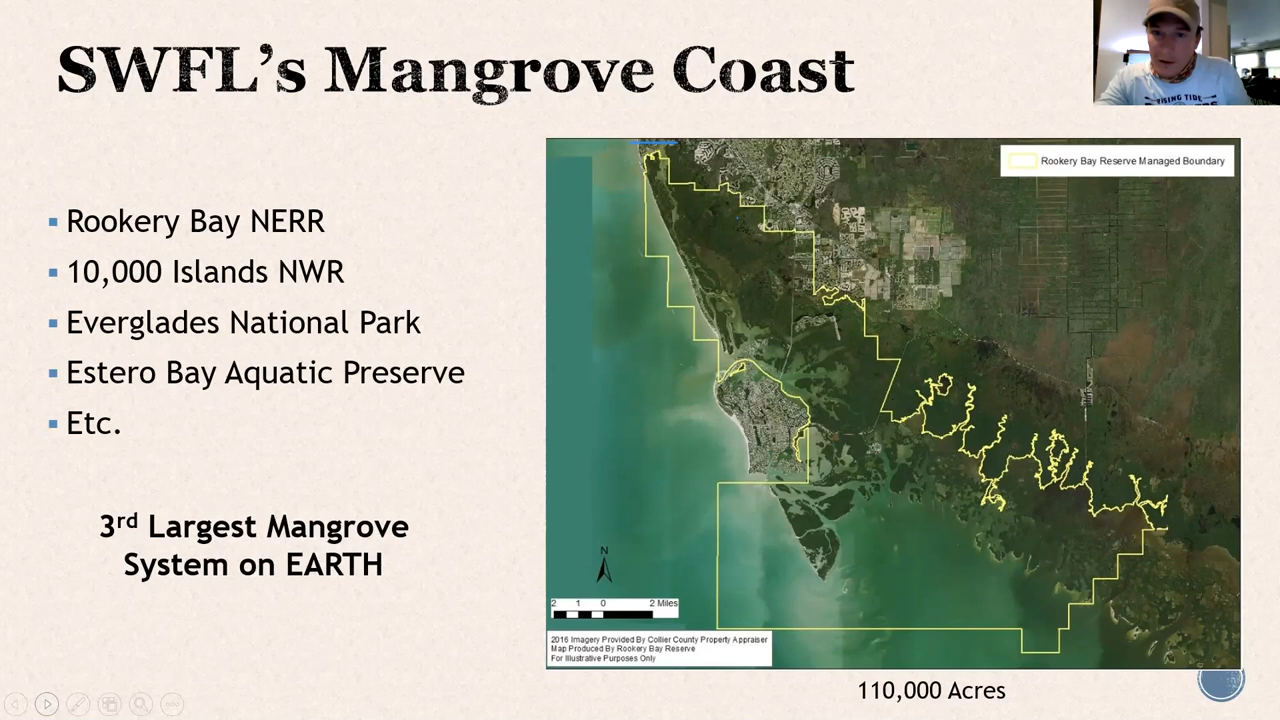 SWFL's Mangrove Coast
RISING TIDE
Rookery Bay Reserve Managed Boundary
Rookery Bay NERR
10,000 Islands NWR
Everglades National Park
Estero Bay Aquatic Preserve
Etc.
3rd Largest Mangrove
System on EARTH
N
2 1 0 2 Miles
2016 Imagery Provided By Collier County Property Appraiser
Map Produced By Rookery Bay Reserve
For Illustrative Purposes Only
110,000 Acres